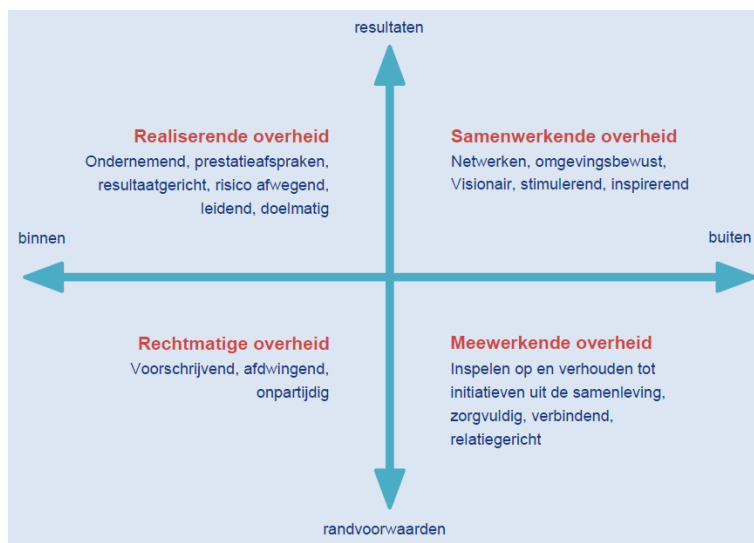 resultaten
Realiserende overheid
Ondernemend, prestatieafspraken,
resultaatgericht, risico afwegend,
leidend, doelmatig
Samenwerkende overheid
Netwerken, omgevingsbewust,
Visionair, stimulerend, inspirerend
binnen
buiten
Rechtmatige overheid
Voorschrijvend, afdwingend,
onpartijdig
Meewerkende overheid
Inspelen op en verhouden tot
initiatieven uit de samenleving,
zorgvuldig, verbindend,
relatiegericht
randvoorwaarden